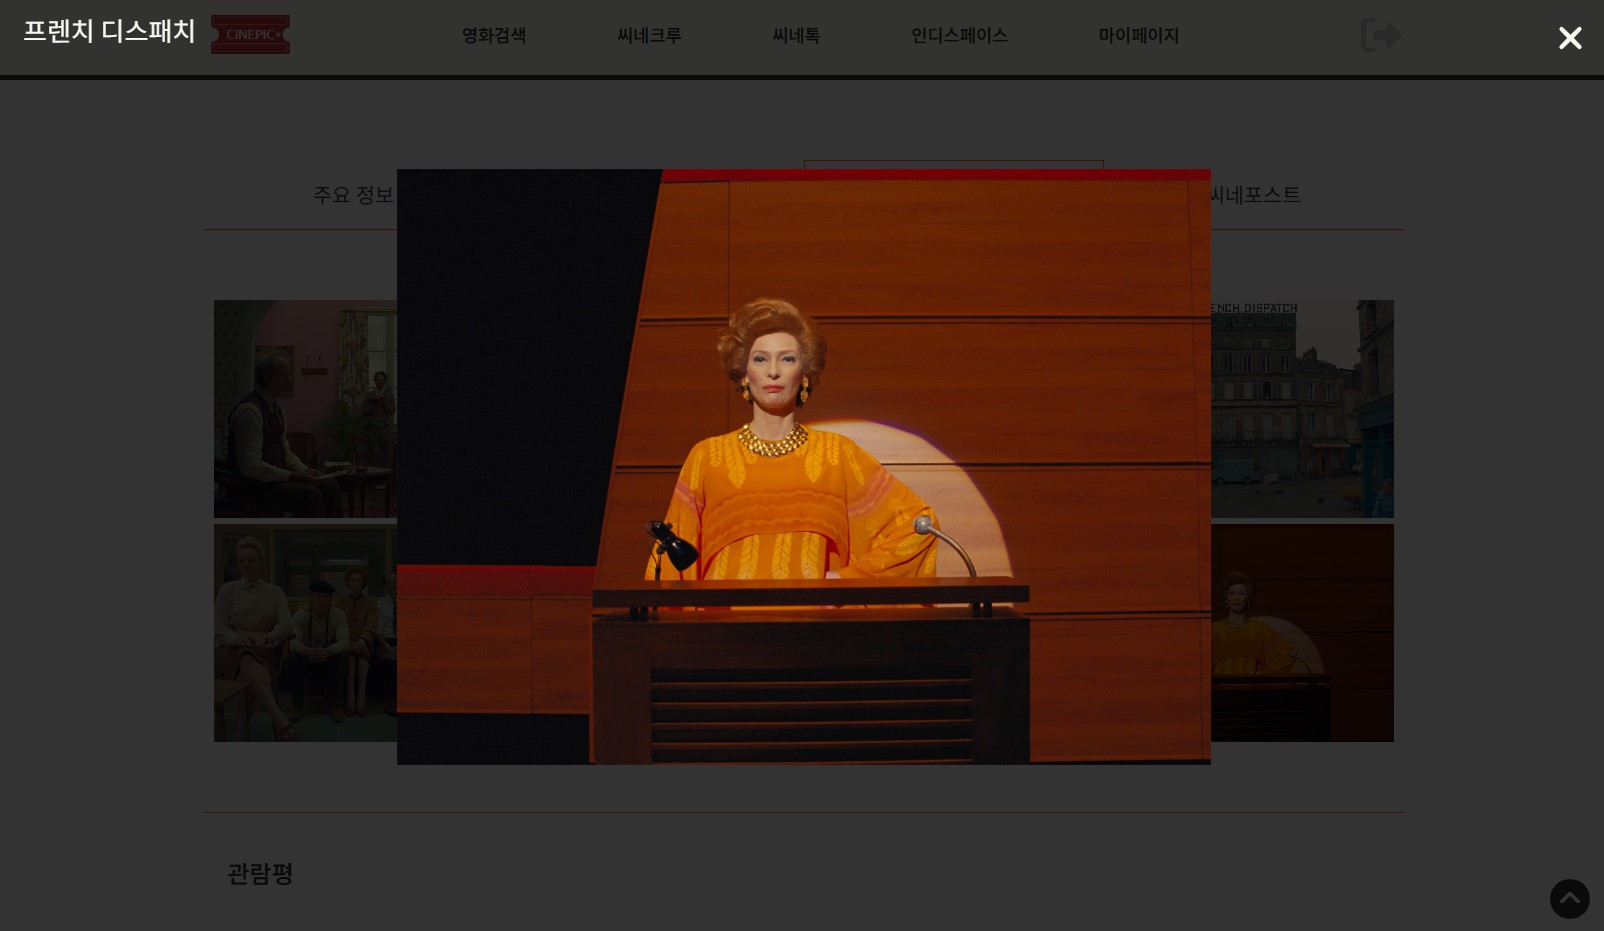 프렌치 디스패치
CINEPIC
영화검색
씨네크루
씨네톡
인디스페이스
마이페이지
주요 정보
씨네포스트
ENCH DISPATCH
관람평